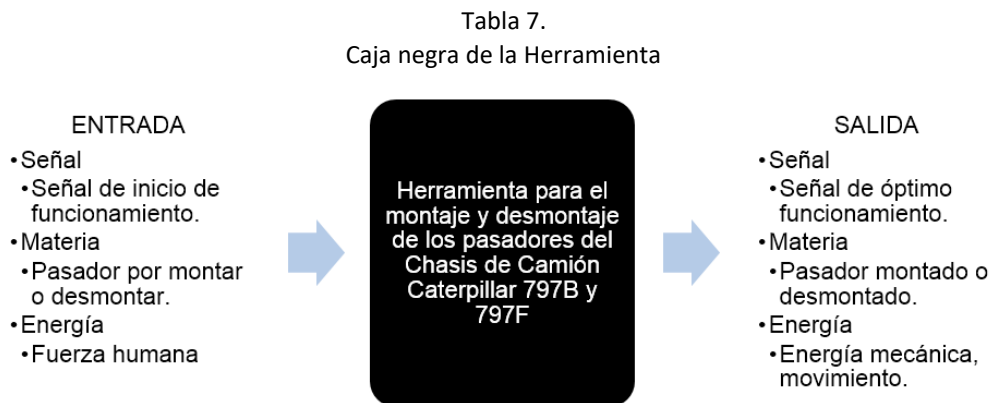 Tabla 7.
Caja negra de la Herramienta
ENTRADA
•Señal
•Señal de inicio de
funcionamiento.
•Materia
•Pasador por montar
o desmontar.
•Energía
•Fuerza humana
Herramienta para el
montaje y desmontaje
de los pasadores del
Chasis de Camión
Caterpillar 797B y
797F
SALIDA
•Señal
•Señal de óptimo
funcionamiento.
•Materia
•Pasador montado o
desmontado.
•Energía
•Energía mecánica,
movimiento.